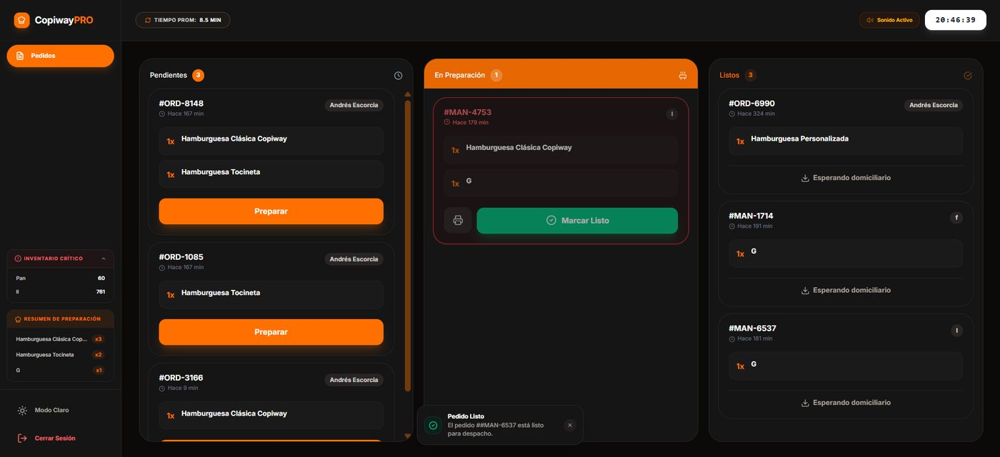 CopiwayPRO
Pedidos
INVENTARIO CRÍTICO
Pan 60
ll 761
RESUMEN DE PREPARACIÓN
Hamburguesa Clásica Cop... x3
Hamburguesa Tocineta x2
G x1
Modo Claro
Cerrar Sesión
TIEMPO PROM: 8.5 MIN
Sonido Activo
20:46:39
Pendientes 3
#ORD-8148
Andrés Escorcia
Hace 167 min
1x Hamburguesa Clásica Copiway
1x Hamburguesa Tocineta
Preparar
#ORD-1085
Andrés Escorcia
Hace 167 min
1x Hamburguesa Tocineta
Preparar
#ORD-3166
Andrés Escorcia
Hace 9 min
1x Hamburguesa Clásica Copiway
En Preparación 1
#MAN-4753
l
Hace 179 min
1x Hamburguesa Clásica Copiway
1x G
Marcar Listo
Pedido Listo
El pedido ##MAN-6537 está listo
para despacho.
Listos 3
#ORD-6990
Andrés Escorcia
Hace 324 min
1x Hamburguesa Personalizada
Esperando domiciliario
#MAN-1714
f
Hace 191 min
1x G
Esperando domiciliario
#MAN-6537
l
Hace 181 min
1x G
Esperando domiciliario